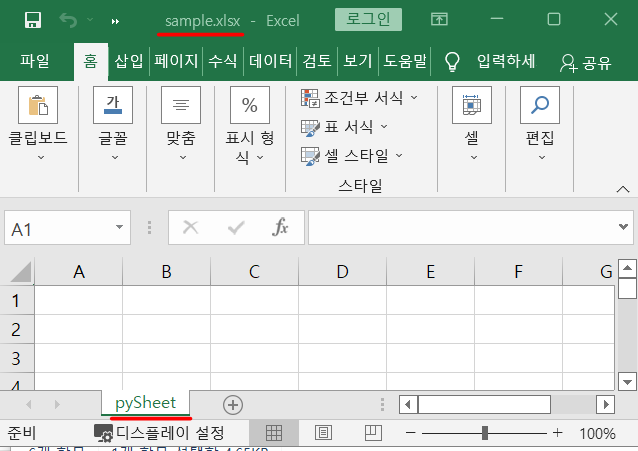 sample.xlsx - Excel
로그인
파일 홈 삽입 페이지 수식 데이터 검토 보기 도움말 입력하세 공유
클립보드
가
글꼴
맞춤
%
표시 형
식
조건부 서식
표 서식
셀 스타일
스타일
셀
편집
A1
fx
A B C D E F G
1
2
3
4
pySheet
준비 디스플레이 설정 - + 100%